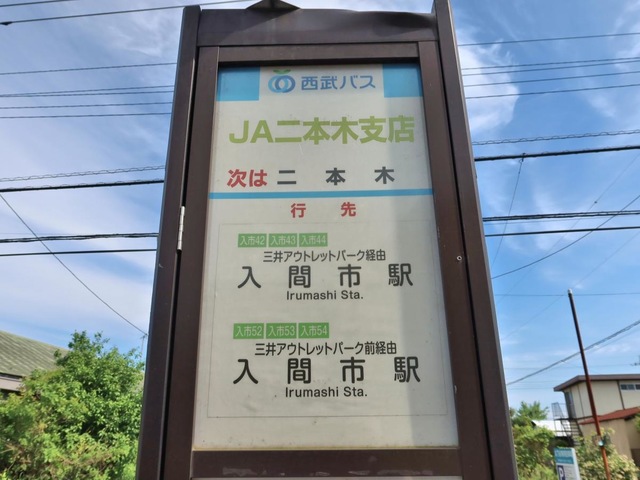 西武バス
JA二本木支店
次は 二本木
行先
入市42 入市43 入市44
三井アウトレットパーク経由
入間市駅
Irumashi Sta.
入市52 入市53 入市54
三井アウトレットパーク前経由
入間市駅
Irumashi Sta.